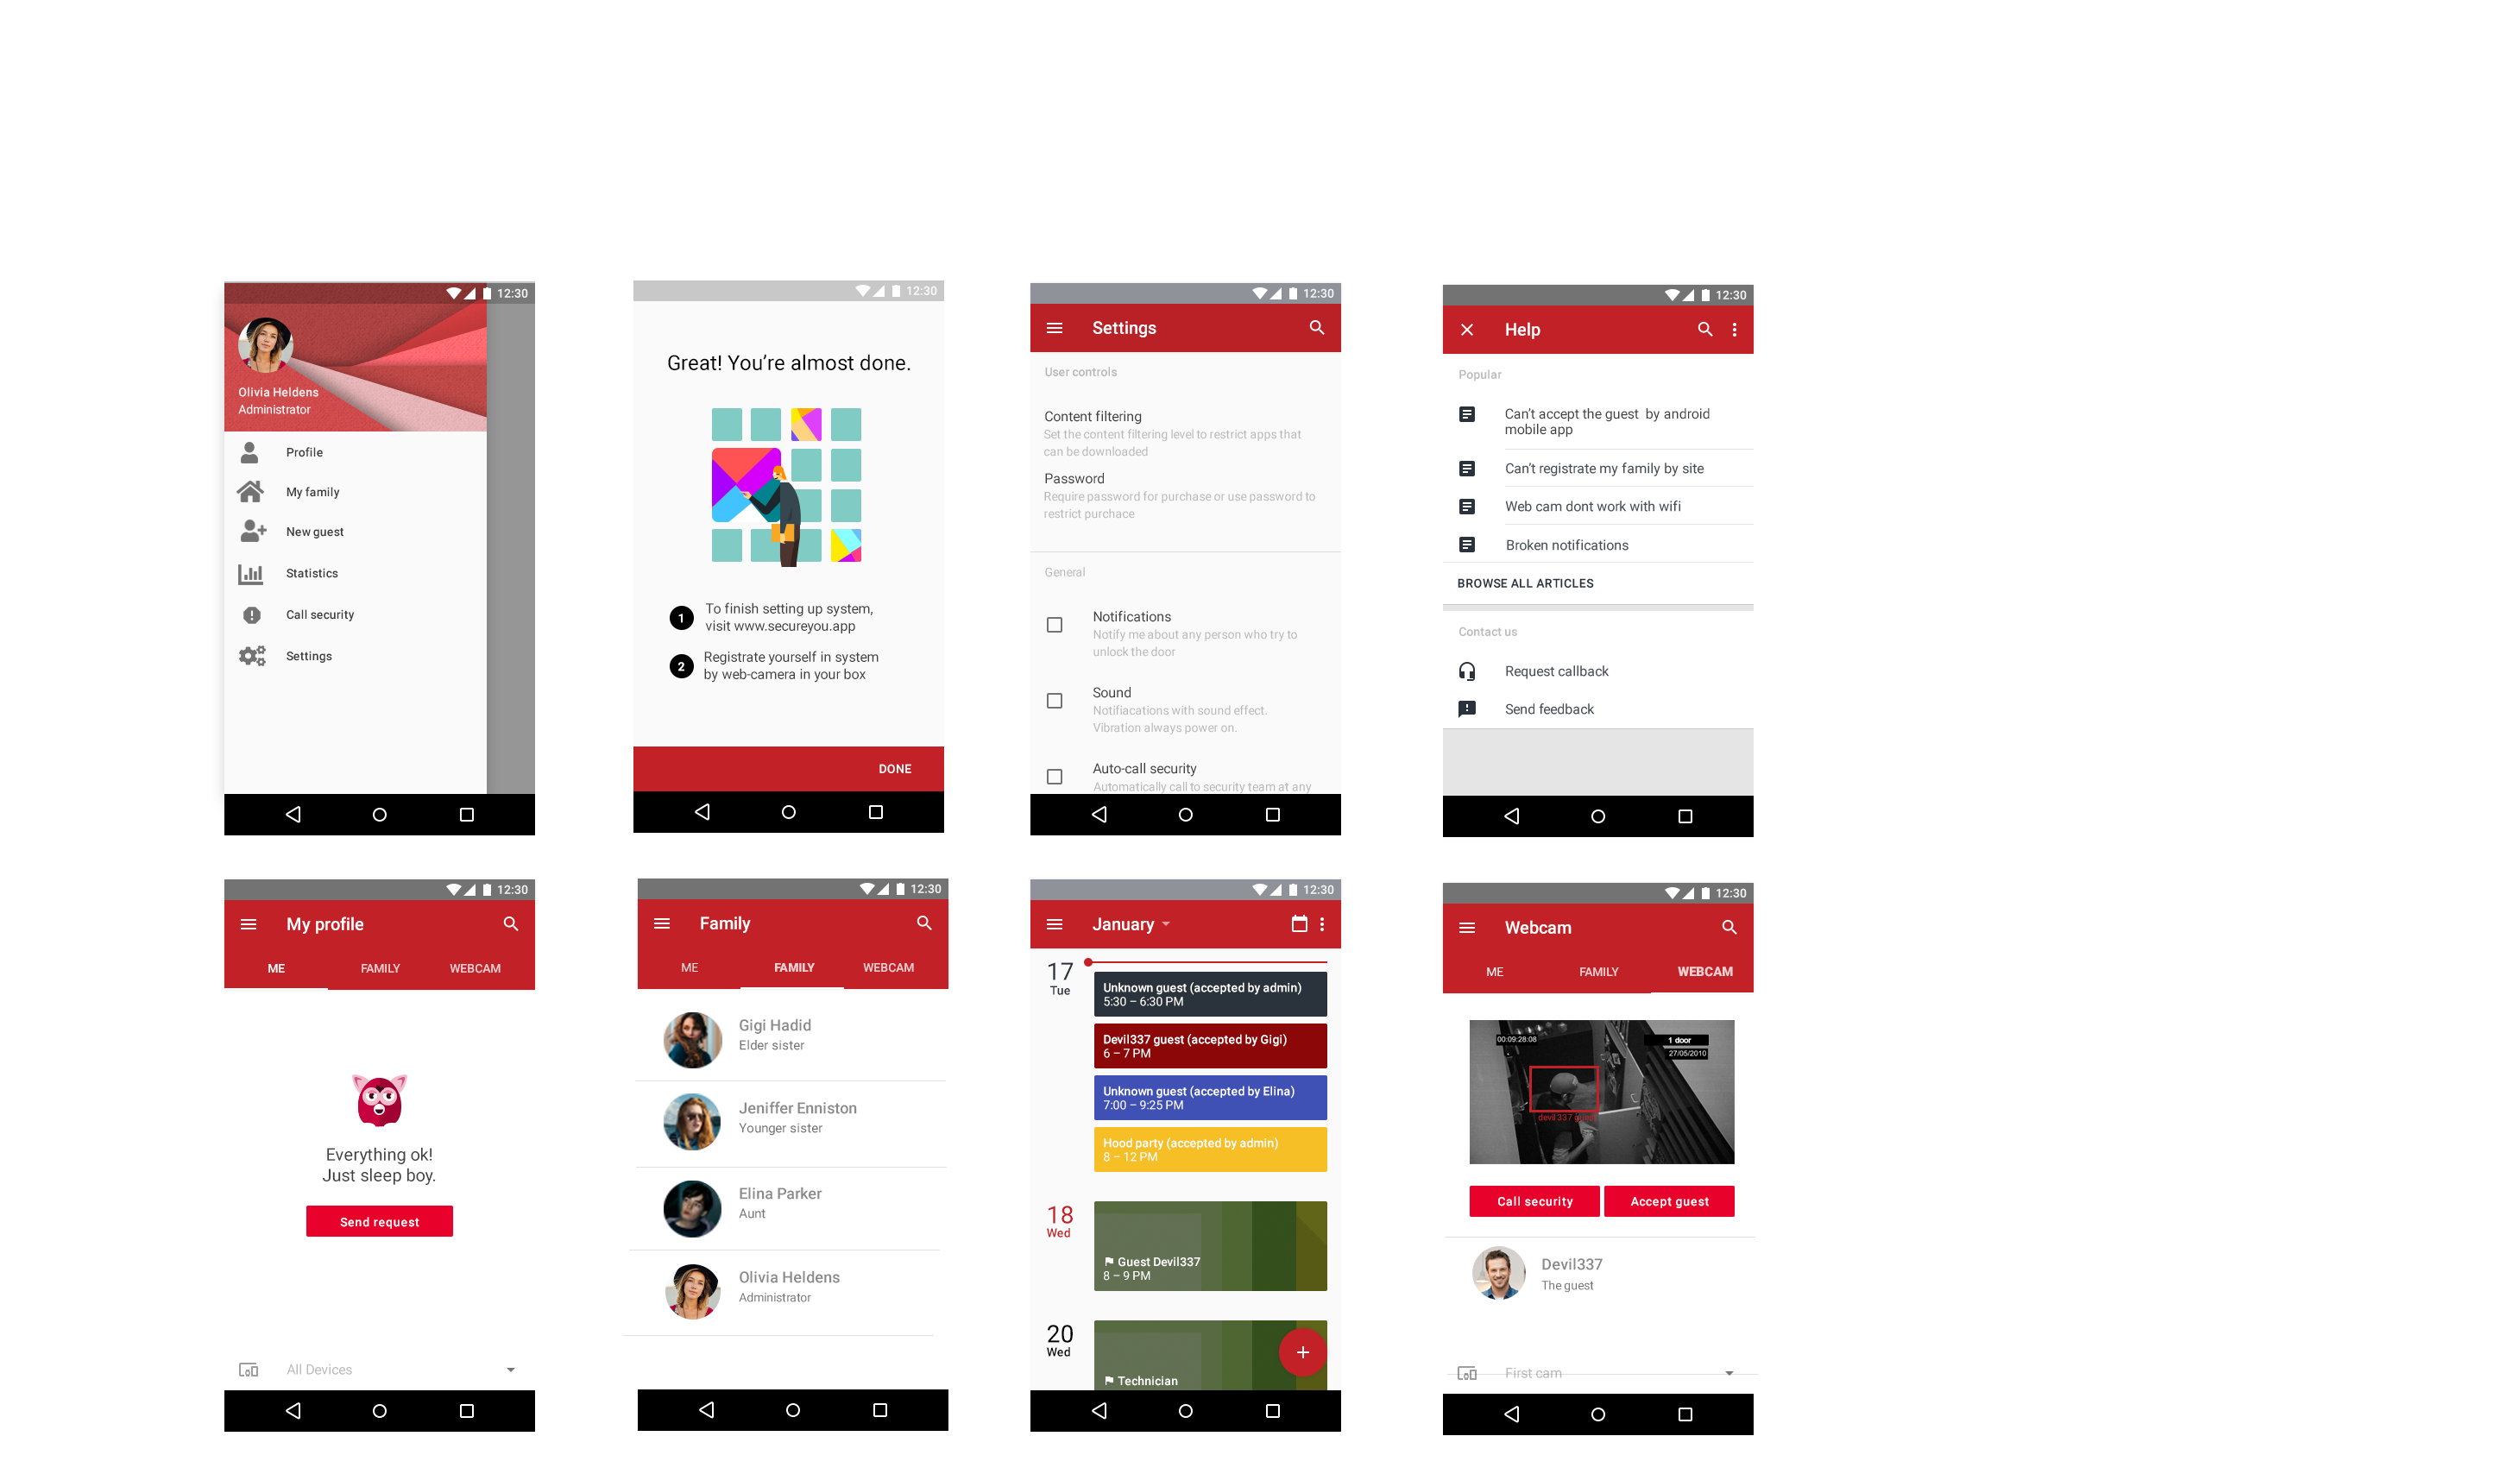 12:30
Olivia Heldens
Administrator
Profile
My family
New guest
Statistics
Call security
Settings
12:30
Great! You’re almost done.
1 To finish setting up system,
visit www.secureyou.app
2 Registrate yourself in system
by web-camera in your box
DONE
12:30
Settings
User controls
Content filtering
Set the content filtering level to restrict apps that
can be downloaded
Password
Require password for purchase or use password to
restrict purchace
General
Notifications
Notify me about any person who try to
unlock the door
Sound
Notifiacations with sound effect.
Vibration always power on.
Auto-call security
Automatically call to security team at any
12:30
Help
Popular
Can’t accept the guest  by android
mobile app
Can’t registrate my family by site
Web cam dont work with wifi
Broken notifications
BROWSE ALL ARTICLES
Contact us
Request callback
Send feedback
12:30
My profile
ME FAMILY WEBCAM
Everything ok!
Just sleep boy.
Send request
All Devices
12:30
Family
ME FAMILY WEBCAM
Gigi Hadid
Elder sister
Jeniffer Enniston
Younger sister
Elina Parker
Aunt
Olivia Heldens
Administrator
12:30
January
17
Tue
Unknown guest (accepted by admin)
5:30 – 6:30 PM
Devil337 guest (accepted by Gigi)
6 – 7 PM
Unknown guest (accepted by Elina)
7:00 – 9:25 PM
Hood party (accepted by admin)
8 – 12 PM
18
Wed
Guest Devil337
8 – 9 PM
20
Wed
Technician
12:30
Webcam
ME FAMILY WEBCAM
00:09:28:08
1 door
27/05/2010
devil337 (guest)
Call security Accept guest
Devil337
The guest
First cam